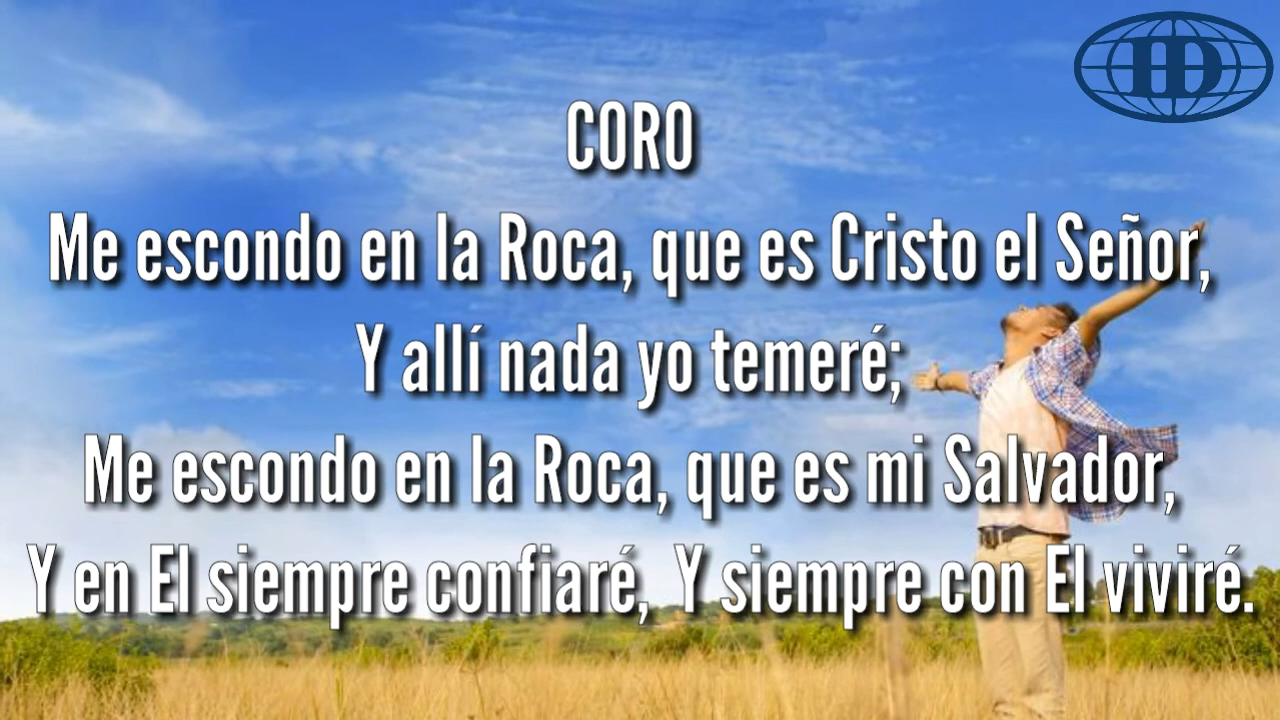 CORO
Me escondo en la Roca, que es Cristo el Señor,
Y allí nada yo temeré;
Me escondo en la Roca, que es mi Salvador,
Y en El siempre confiaré, Y siempre con El viviré.